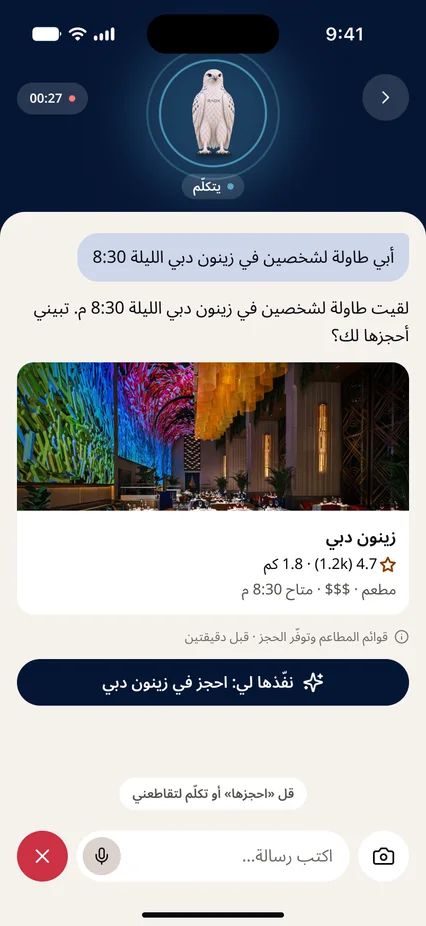 9:41
00:27
يتكلّم
أبي طاولة لشخصين في زينون دبي الليلة 8:30
لقيت طاولة لشخصين في زينون دبي الليلة 8:30 م. تبيني
أحجزها لك؟
زينون دبي
4.7 (1.2k) · 1.8 كم
مطعم · $$$ · متاح 8:30 م
قوائم المطاعم وتوفّر الحجز · قبل دقيقتين
نفّذها لي: احجز في زينون دبي
قل «احجزها» أو تكلّم لتقاطعني
اكتب رسالة...